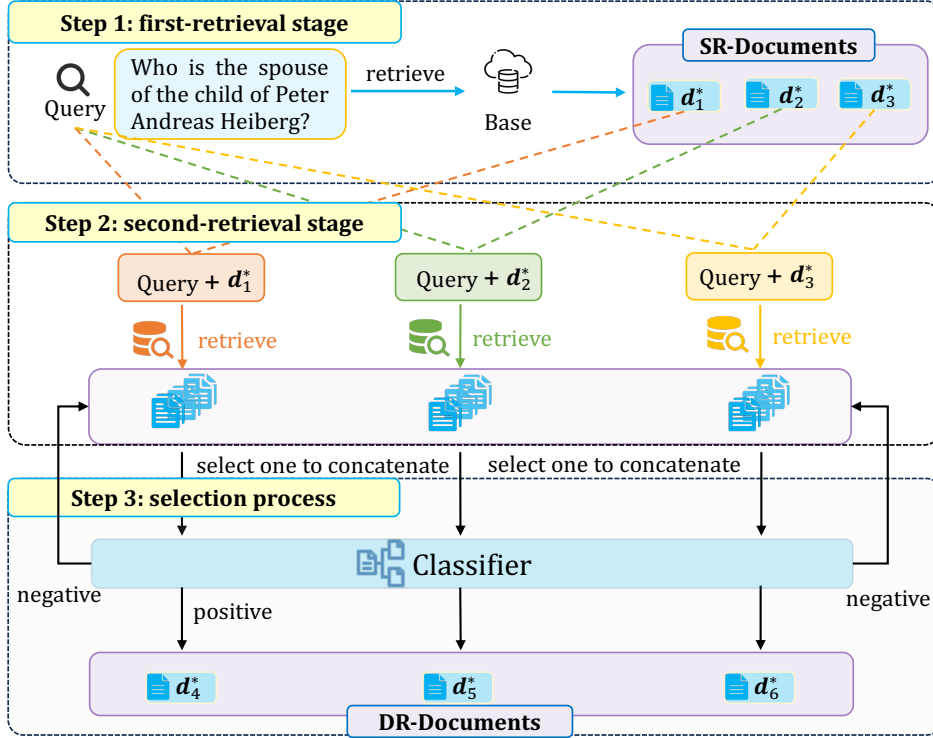 Step 1: first-retrieval stage
Query
Who is the spouse
of the child of Peter
Andreas Heiberg?
retrieve
Base
SR-Documents
d₁*
d₂*
d₃*
Step 2: second-retrieval stage
Query + d₁*
Query + d₂*
Query + d₃*
retrieve
retrieve
retrieve
select one to concatenate
select one to concatenate
Step 3: selection process
Classifier
negative
positive
negative
d₄*
d₅*
d₆*
DR-Documents